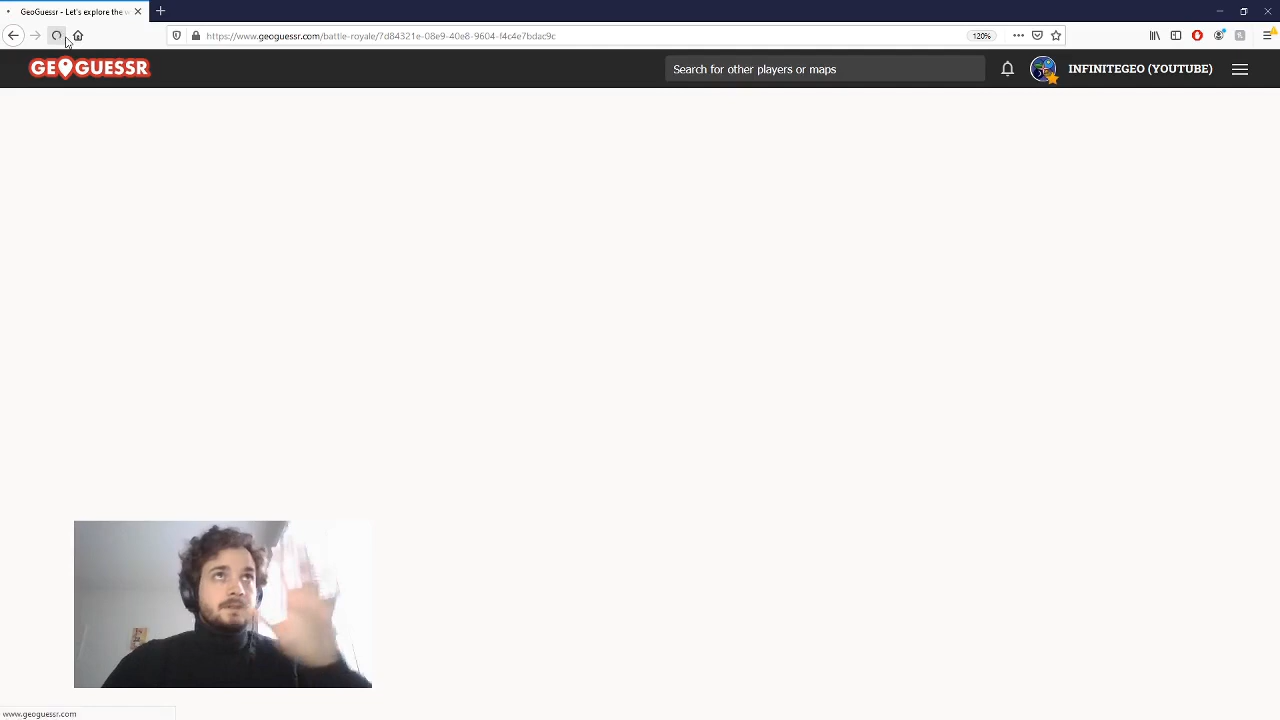 GeoGuessr - Let's explore the
https://www.geoguessr.com/battle-royale/7d84321e-08e9-40e8-9604-f4c4e7bdac9c
120%
GEOGUESSR
Search for other players or maps
INFINITEGEO (YOUTUBE)
www.geoguessr.com